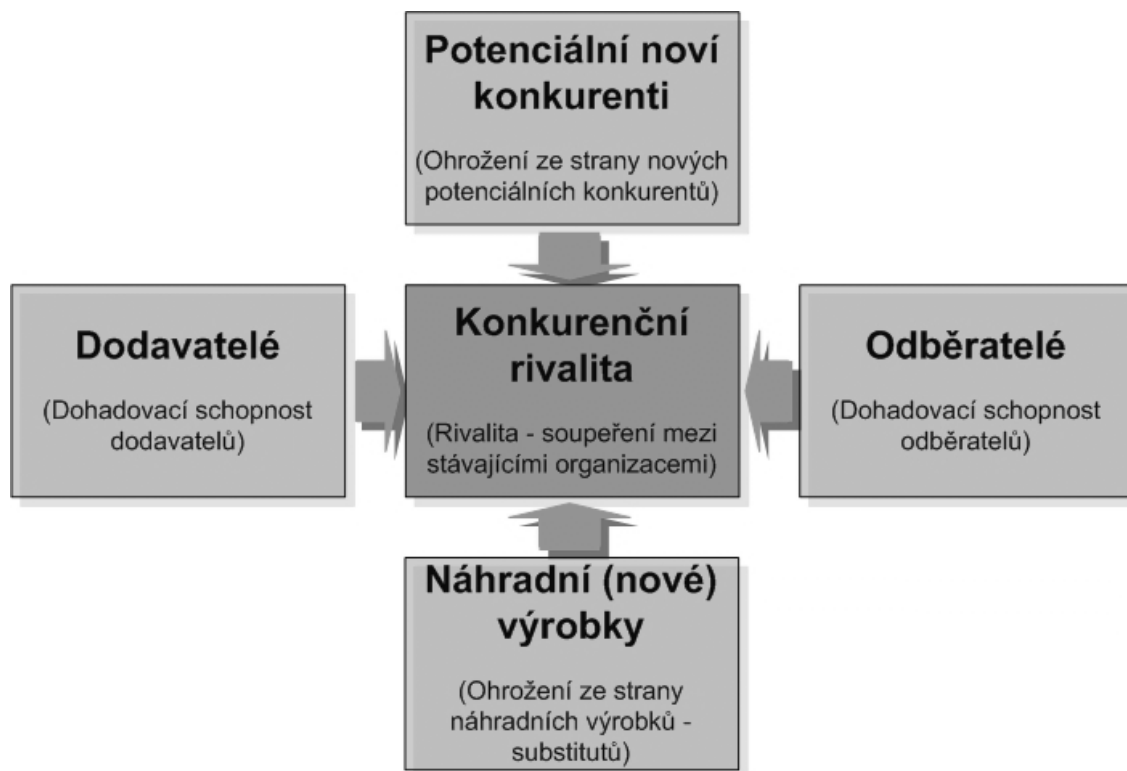 Potenciální noví
konkurenti
(Ohrožení ze strany nových
potenciálních konkurentů)
Dodavatelé
(Dohadovací schopnost
dodavatelů)
Konkurenční
rivalita
(Rivalita - soupeření mezi
stávajícími organizacemi)
Odběratelé
(Dohadovací schopnost
odběratelů)
Náhradní (nové)
výrobky
(Ohrožení ze strany
náhradních výrobků -
substitutů)